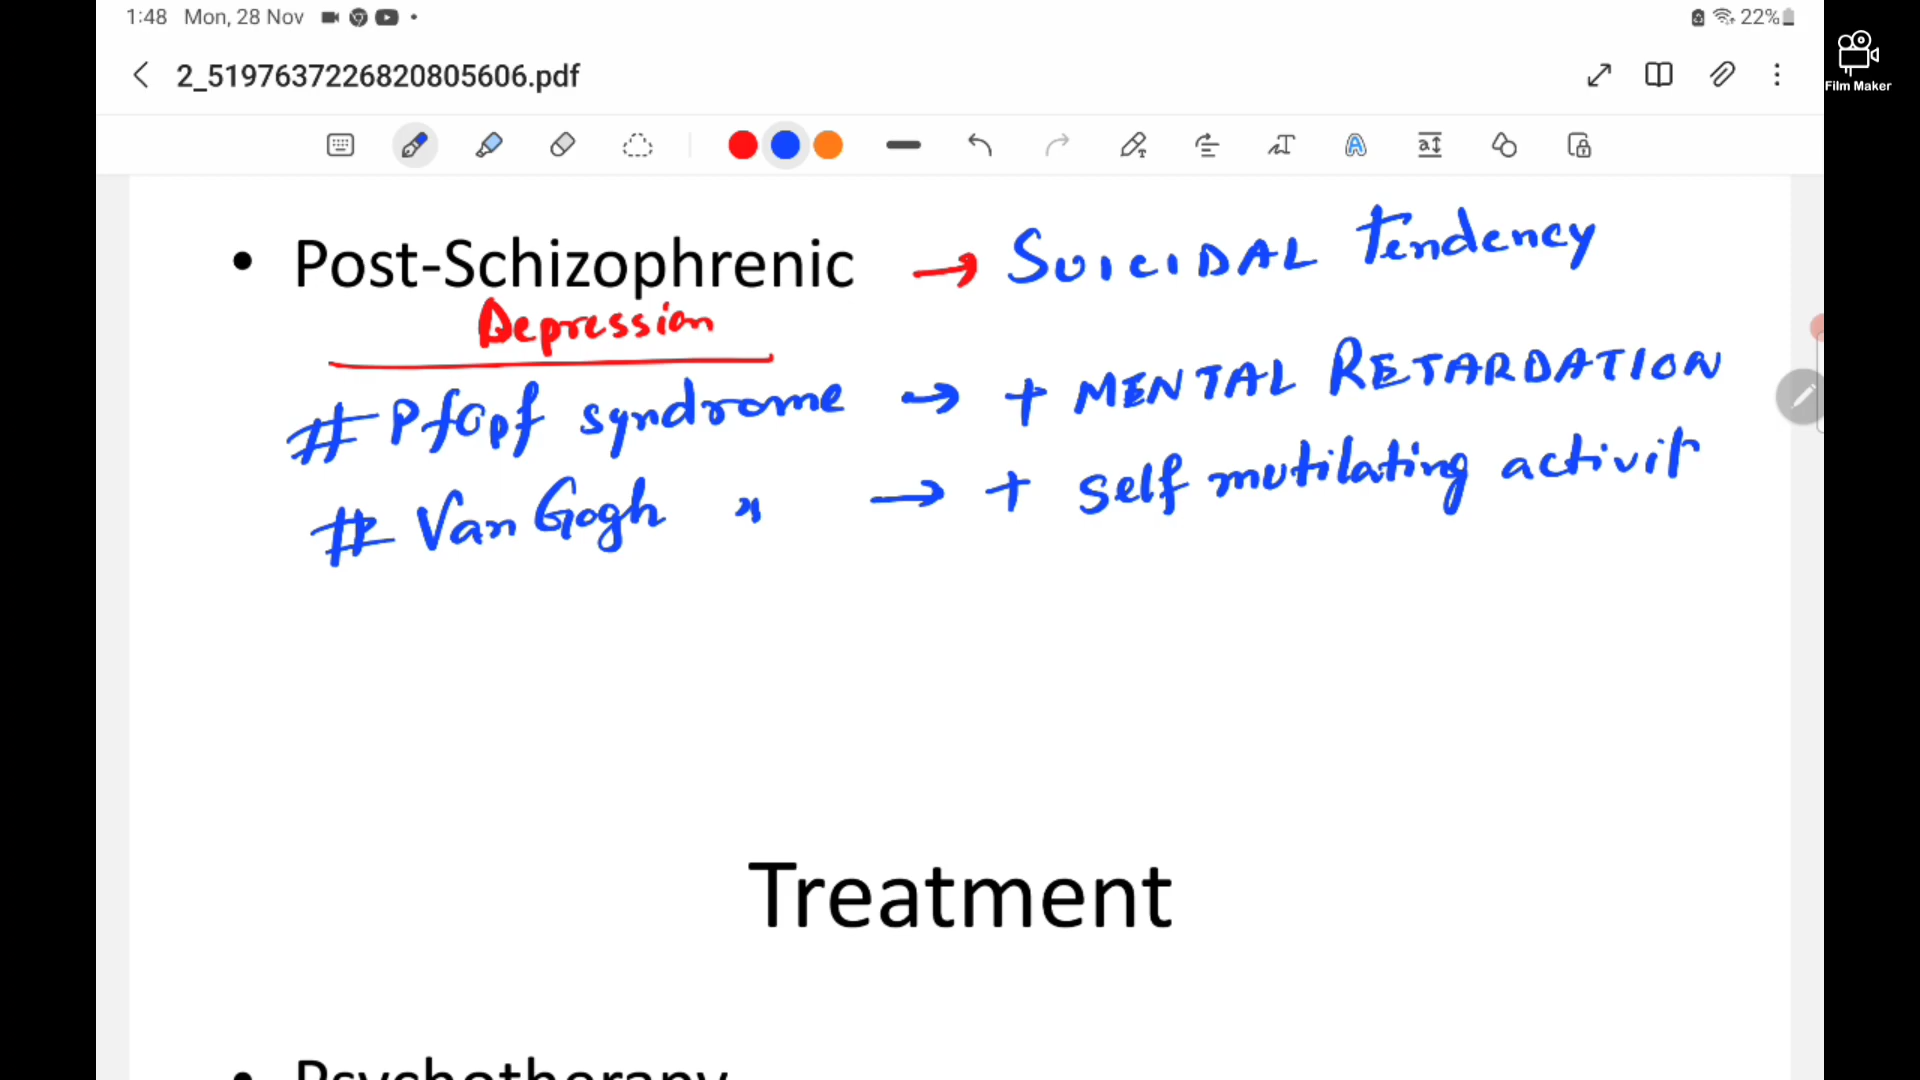 1:48 Mon, 28 Nov 22%
Film Maker
2_5197637226820805606.pdf
• Post-Schizophrenic → SUICIDAL Tendency
Depression
# Pfopf syndrome → + MENTAL RETARDATION
# Van Gogh " → + Self mutilating activit
Treatment
• Psychotherapy